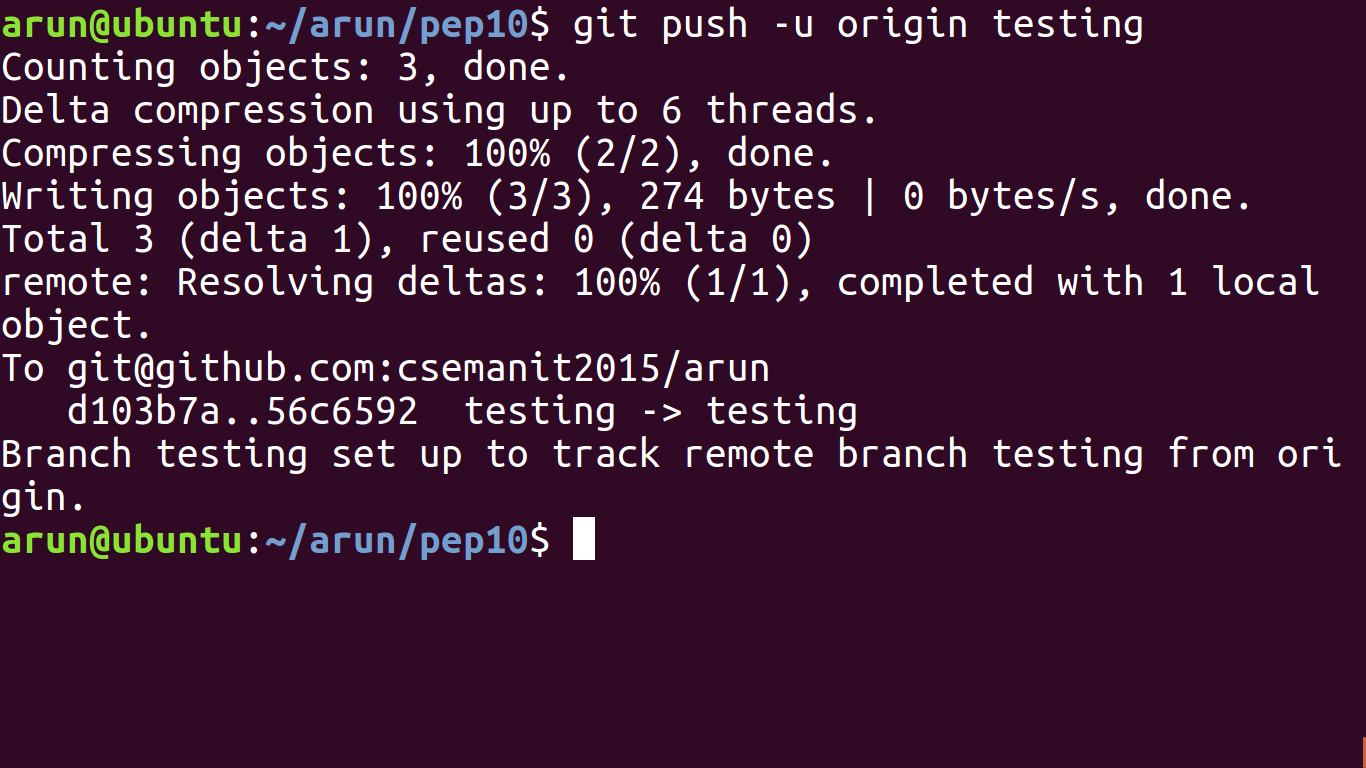 arun@ubuntu:~/arun/pep10$ git push -u origin testing
Counting objects: 3, done.
Delta compression using up to 6 threads.
Compressing objects: 100% (2/2), done.
Writing objects: 100% (3/3), 274 bytes | 0 bytes/s, done.
Total 3 (delta 1), reused 0 (delta 0)
remote: Resolving deltas: 100% (1/1), completed with 1 local
object.
To git@github.com:csemanit2015/arun
   d103b7a..56c6592  testing -> testing
Branch testing set up to track remote branch testing from ori
gin.
arun@ubuntu:~/arun/pep10$